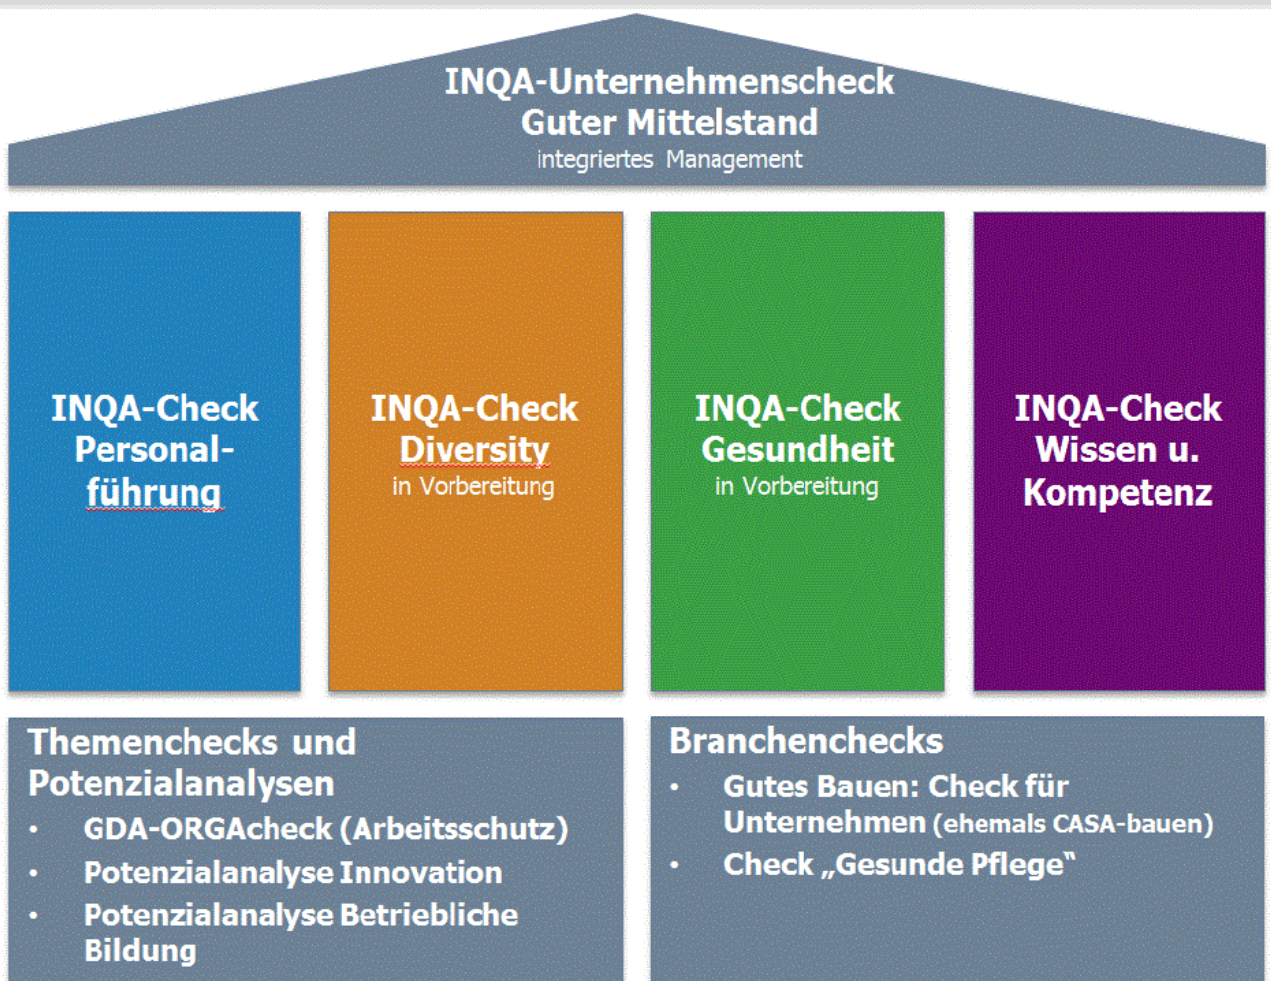 INQA-Unternehmenscheck
Guter Mittelstand
integriertes Management
INQA-Check
Personal-
führung
INQA-Check
Diversity
in Vorbereitung
INQA-Check
Gesundheit
in Vorbereitung
INQA-Check
Wissen u.
Kompetenz
Themenchecks und
Potenzialanalysen
• GDA-ORGAcheck (Arbeitsschutz)
• Potenzialanalyse Innovation
• Potenzialanalyse Betriebliche
Bildung
Branchenchecks
• Gutes Bauen: Check für
Unternehmen (ehemals CASA-bauen)
• Check „Gesunde Pflege“